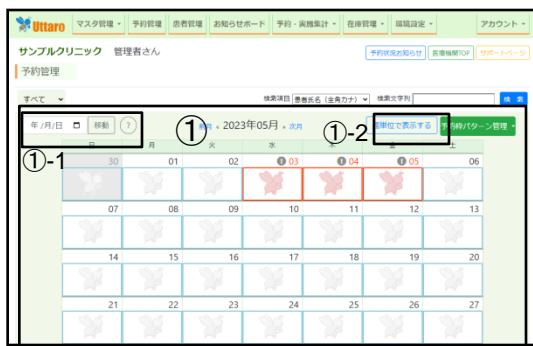 Uttaro マスタ管理 予約管理 患者管理 お知らせボード 予約・実施集計 在庫管理 環境設定 アカウント
サンプルクリニック 管理者さん 予約状況お知らせ 医療機関TOP サポートページ
予約管理
すべて 検索項目 患者氏名（全角カナ） 検索文字列 検索
年/月/日 移動 ? ① 前月 2023年05月 次月 ①-2 週単位で表示する 予約枠パターン管理
①-1 日 月 火 水 木 金 土
30 01 02 03 04 05 06
07 08 09 10 11 12 13
14 15 16 17 18 19 20
21 22 23 24 25 26 27